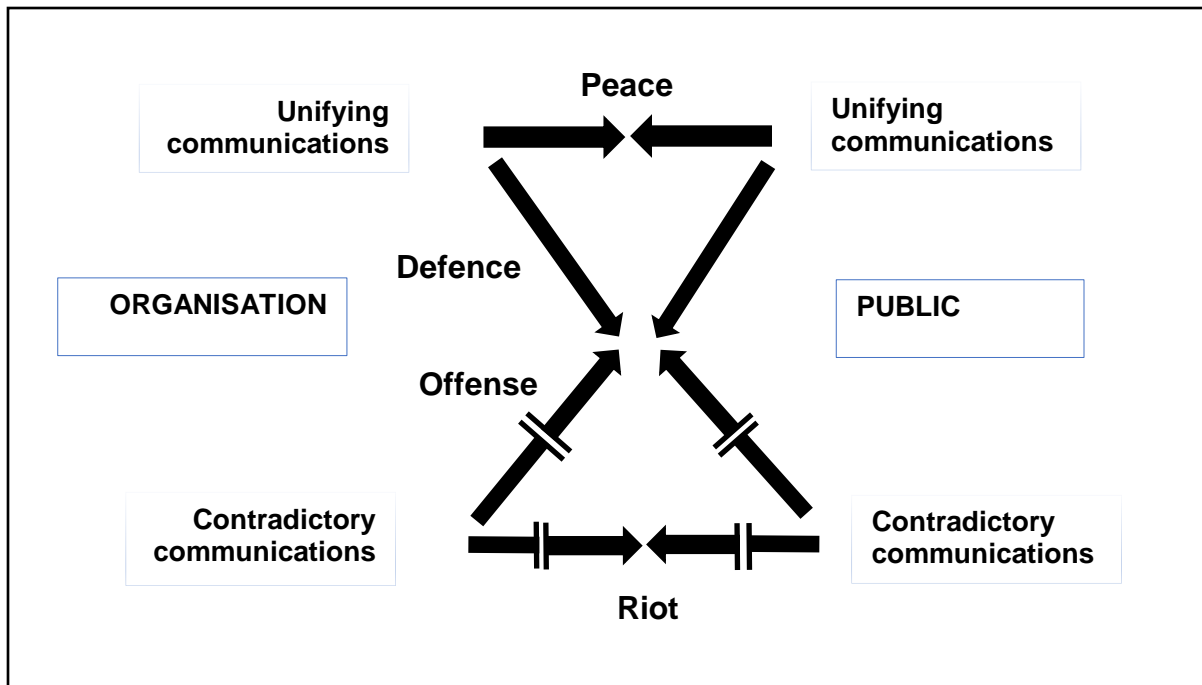 Peace
Unifying
communications
Unifying
communications
Defence
ORGANISATION
PUBLIC
Offense
Contradictory
communications
Contradictory
communications
Riot